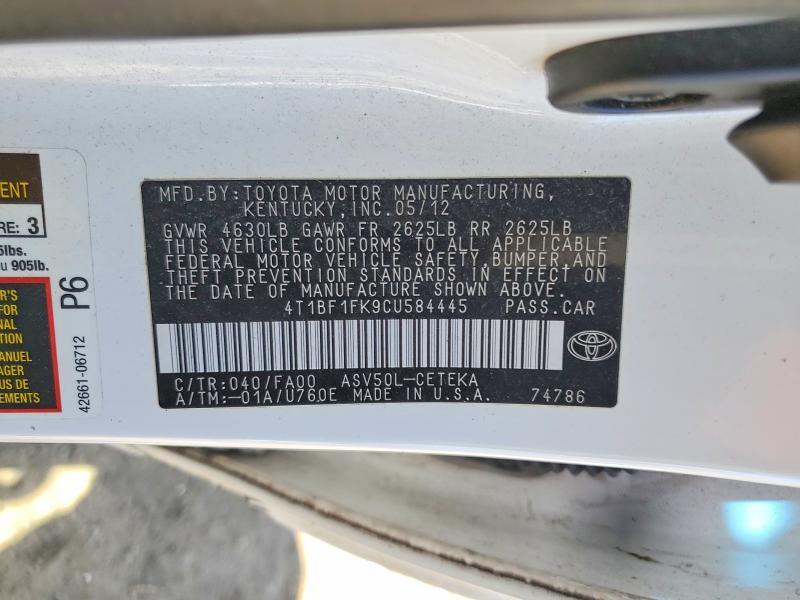 MFD.BY:TOYOTA MOTOR MANUFACTURING,
KENTUCKY,INC.05/12
GVWR 4630LB GAWR FR 2625LB RR 2625LB
THIS VEHICLE CONFORMS TO ALL APPLICABLE
FEDERAL MOTOR VEHICLE SAFETY,BUMPER AND
THEFT PREVENTION STANDARDS IN EFFECT ON
THE DATE OF MANUFACTURE SHOWN ABOVE.
4T1BF1FK9CU584445 PASS.CAR
C/TR:040/FA00 ASV50L-CETEKA
A/TM:-01A/U760E MADE IN U.S.A. 74786
3
lbs.
905lb.
P6
42661-06712